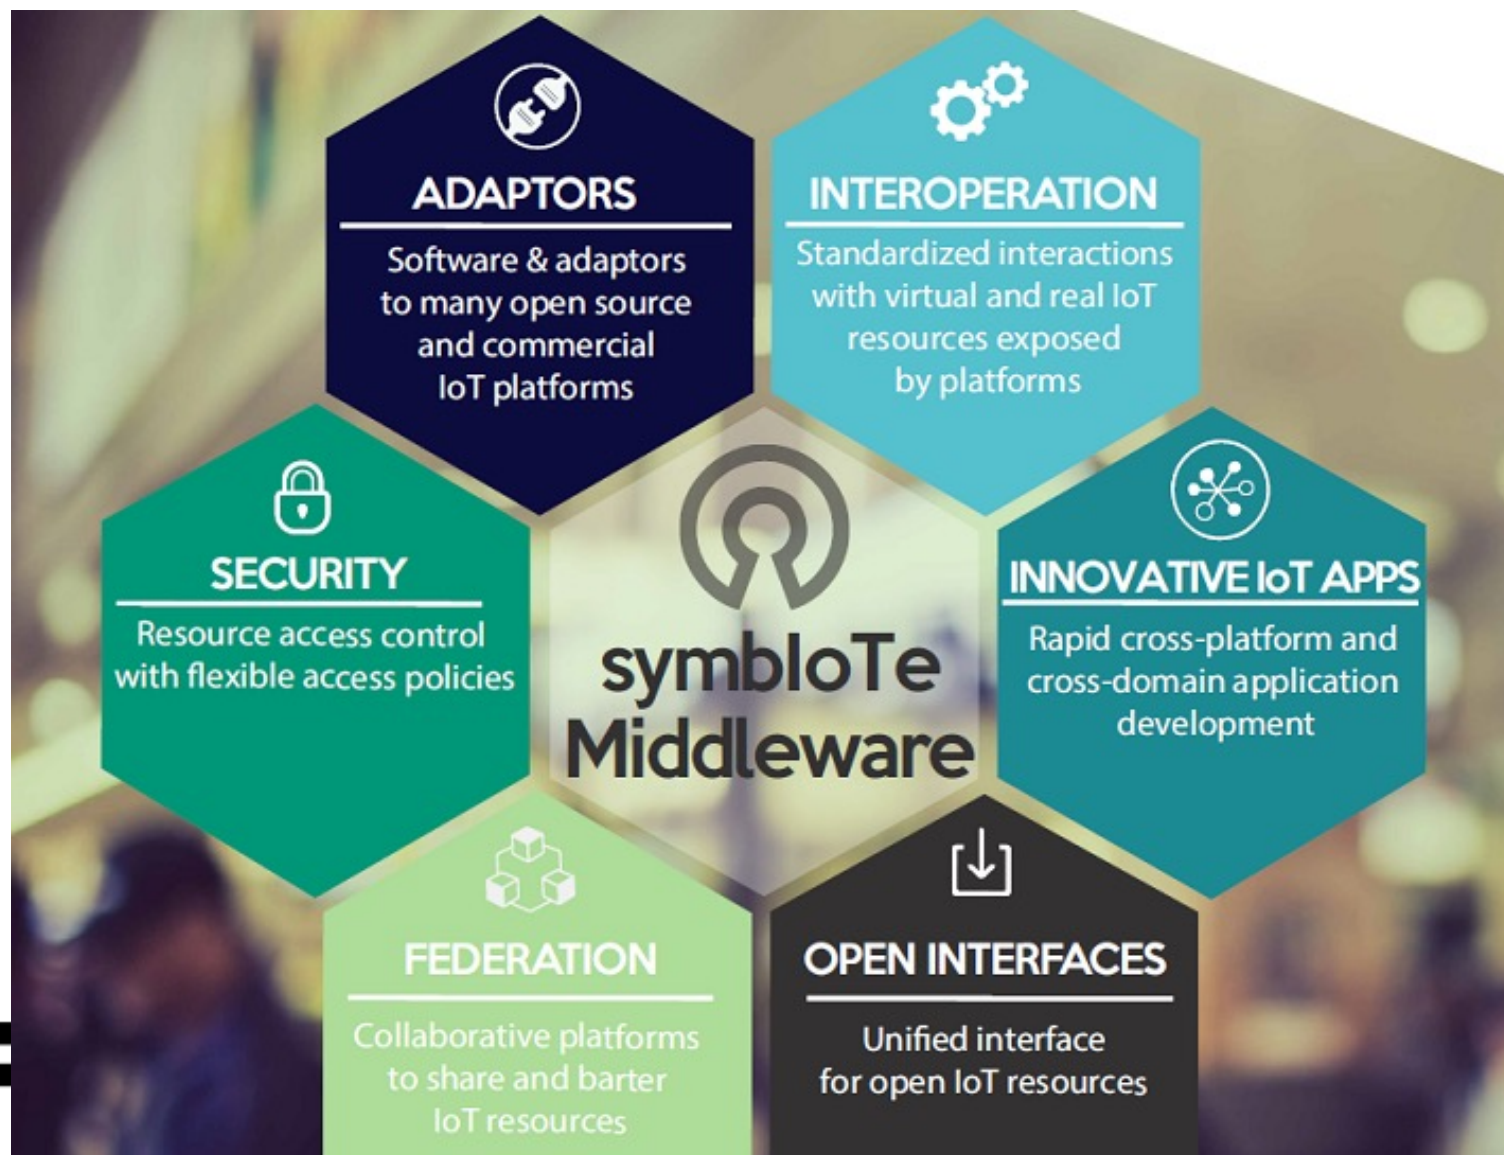 ADAPTORS
Software & adaptors
to many open source
and commercial
IoT platforms
INTEROPERATION
Standardized interactions
with virtual and real IoT
resources exposed
by platforms
SECURITY
Resource access control
with flexible access policies
symbIoTe
Middleware
INNOVATIVE IoT APPS
Rapid cross-platform and
cross-domain application
development
FEDERATION
Collaborative platforms
to share and barter
IoT resources
OPEN INTERFACES
Unified interface
for open IoT resources